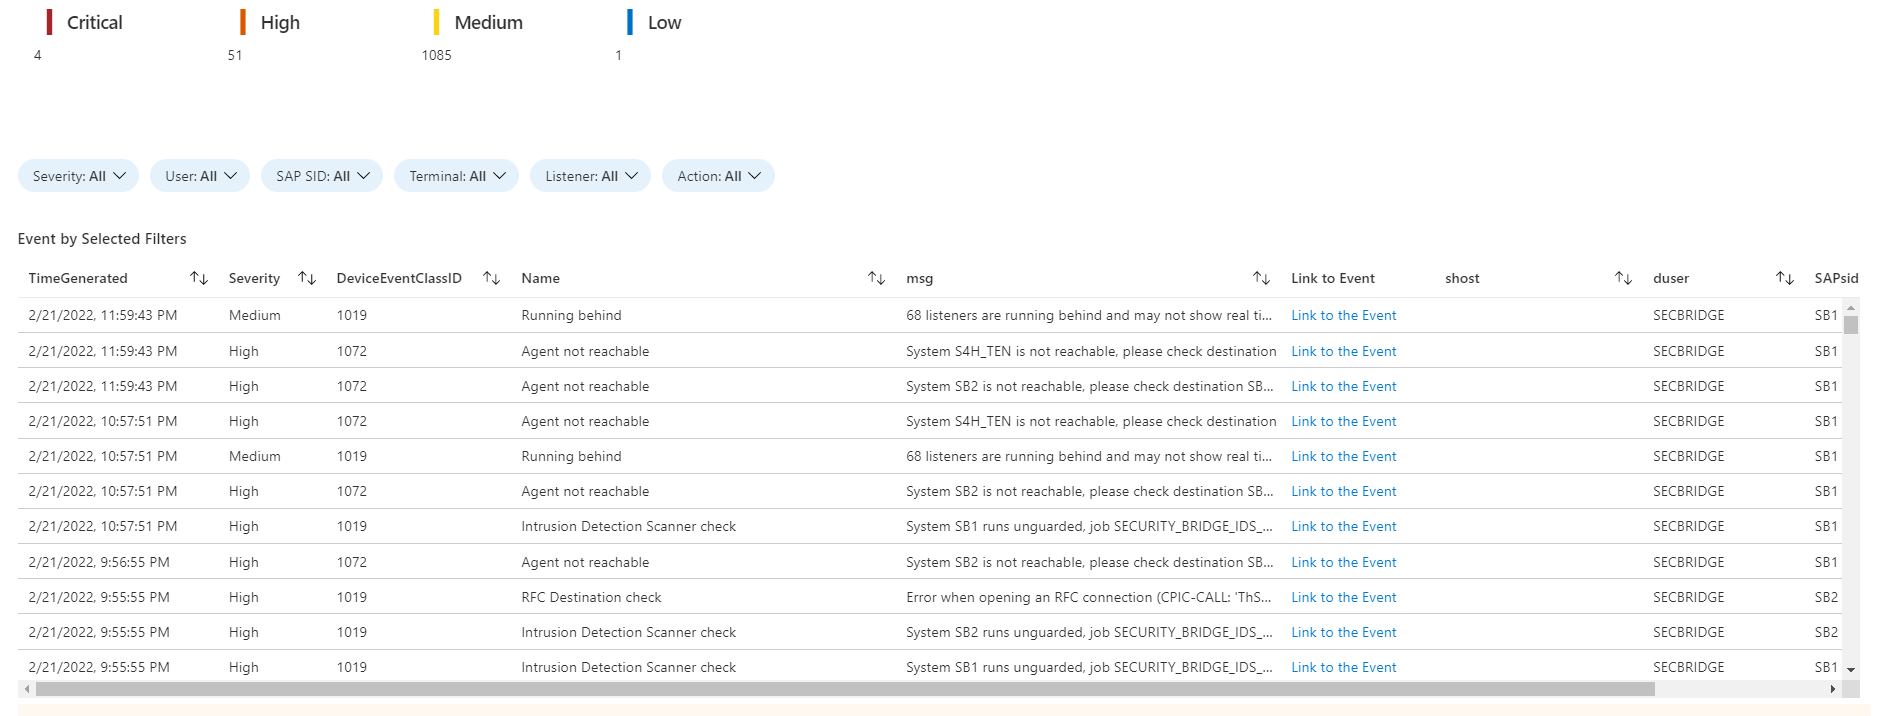 Critical High Medium Low
4 51 1085 1
Severity: All User: All SAP SID: All Terminal: All Listener: All Action: All
Event by Selected Filters
TimeGenerated Severity DeviceEventClassID Name msg Link to Event shost duser SAPsid
2/21/2022, 11:59:43 PM Medium 1019 Running behind 68 listeners are running behind and may not show real ti... Link to the Event SECBRIDGE SB1
2/21/2022, 11:59:43 PM High 1072 Agent not reachable System S4H_TEN is not reachable, please check destination Link to the Event SECBRIDGE SB1
2/21/2022, 11:59:43 PM High 1072 Agent not reachable System SB2 is not reachable, please check destination SB... Link to the Event SECBRIDGE SB1
2/21/2022, 10:57:51 PM High 1072 Agent not reachable System S4H_TEN is not reachable, please check destination Link to the Event SECBRIDGE SB1
2/21/2022, 10:57:51 PM Medium 1019 Running behind 68 listeners are running behind and may not show real ti... Link to the Event SECBRIDGE SB1
2/21/2022, 10:57:51 PM High 1072 Agent not reachable System SB2 is not reachable, please check destination SB... Link to the Event SECBRIDGE SB1
2/21/2022, 10:57:51 PM High 1019 Intrusion Detection Scanner check System SB1 runs unguarded, job SECURITY_BRIDGE_IDS_... Link to the Event SECBRIDGE SB1
2/21/2022, 9:56:55 PM High 1072 Agent not reachable System SB2 is not reachable, please check destination SB... Link to the Event SECBRIDGE SB1
2/21/2022, 9:55:55 PM High 1019 RFC Destination check Error when opening an RFC connection (CPIC-CALL: 'ThS... Link to the Event SECBRIDGE SB2
2/21/2022, 9:55:55 PM High 1019 Intrusion Detection Scanner check System SB2 runs unguarded, job SECURITY_BRIDGE_IDS_... Link to the Event SECBRIDGE SB2
2/21/2022, 9:55:55 PM High 1019 Intrusion Detection Scanner check System SB1 runs unguarded, job SECURITY_BRIDGE_IDS_... Link to the Event SECBRIDGE SB1